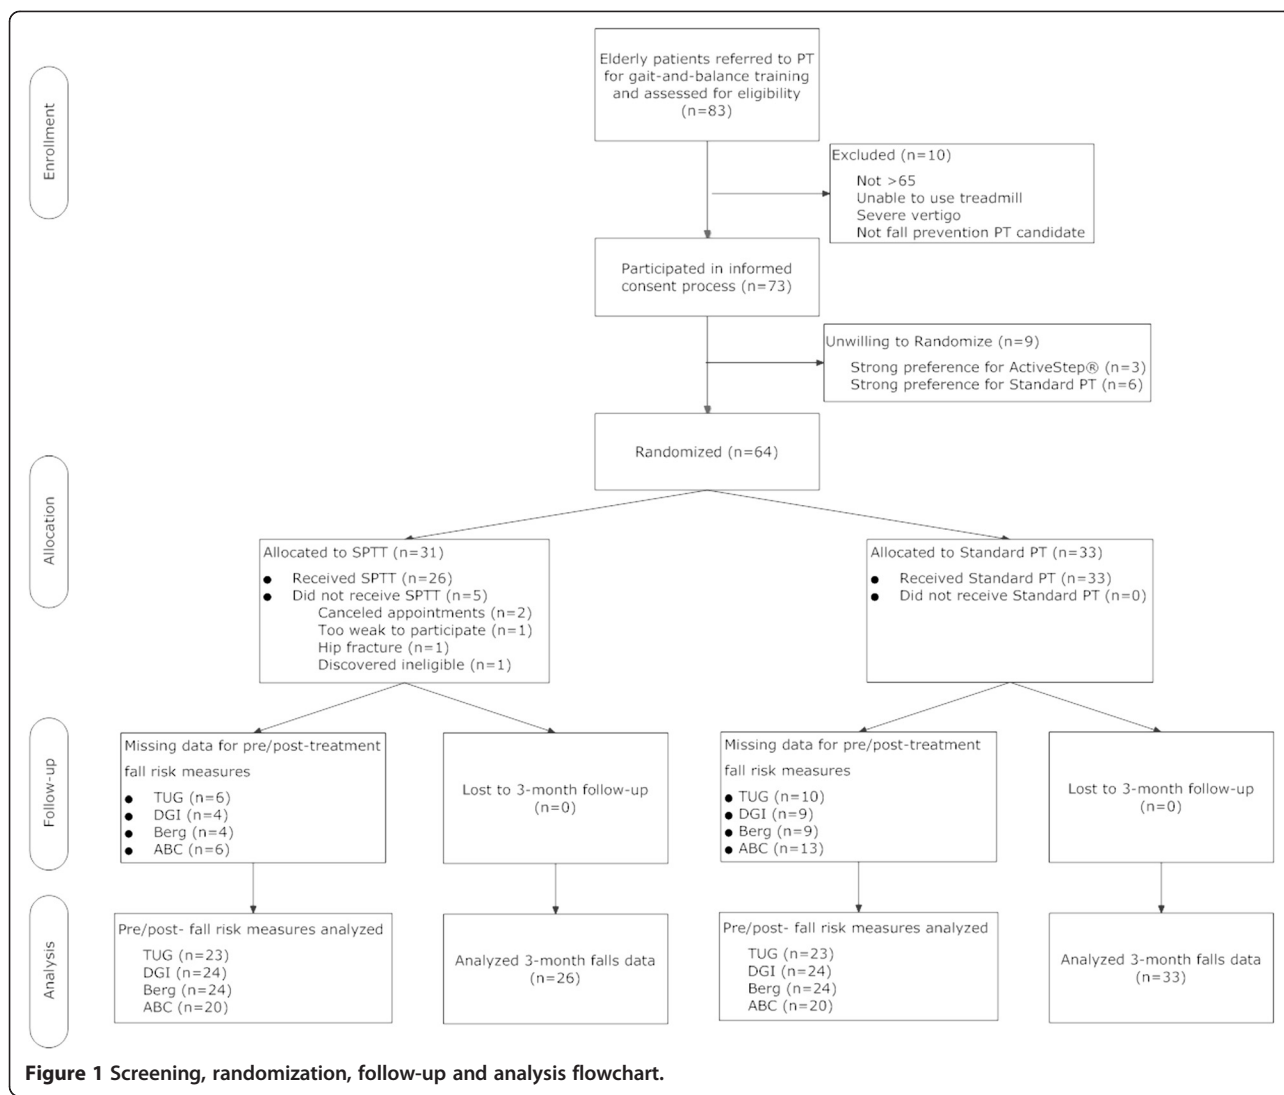 Enrollment
Elderly patients referred to PT
for gait-and-balance training
and assessed for eligibility
(n=83)
Excluded (n=10)
Not >65
Unable to use treadmill
Severe vertigo
Not fall prevention PT candidate
Participated in informed
consent process (n=73)
Unwilling to Randomize (n=9)
Strong preference for ActiveStep® (n=3)
Strong preference for Standard PT (n=6)
Randomized (n=64)
Allocation
Allocated to SPTT (n=31)
● Received SPTT (n=26)
● Did not receive SPTT (n=5)
Canceled appointments (n=2)
Too weak to participate (n=1)
Hip fracture (n=1)
Discovered ineligible (n=1)
Allocated to Standard PT (n=33)
● Received Standard PT (n=33)
● Did not receive Standard PT (n=0)
Follow-up
Missing data for pre/post-treatment
fall risk measures
● TUG (n=6)
● DGI (n=4)
● Berg (n=4)
● ABC (n=6)
Lost to 3-month follow-up
(n=0)
Missing data for pre/post-treatment
fall risk measures
● TUG (n=10)
● DGI (n=9)
● Berg (n=9)
● ABC (n=13)
Lost to 3-month follow-up
(n=0)
Analysis
Pre/post- fall risk measures analyzed
TUG (n=23)
DGI (n=24)
Berg (n=24)
ABC (n=20)
Analyzed 3-month falls data
(n=26)
Pre/post- fall risk measures analyzed
TUG (n=23)
DGI (n=24)
Berg (n=24)
ABC (n=20)
Analyzed 3-month falls data
(n=33)
Figure 1 Screening, randomization, follow-up and analysis flowchart.